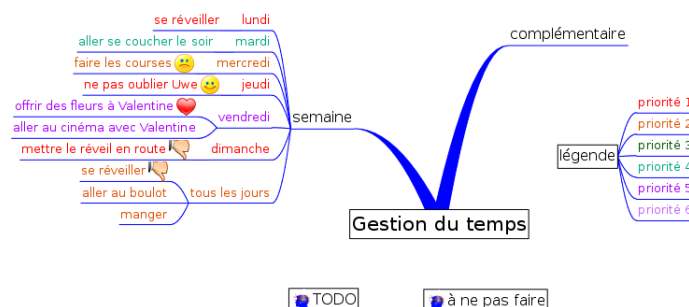 se réveiller lundi
aller se coucher le soir mardi
faire les courses mercredi
ne pas oublier Uwe jeudi
offrir des fleurs à Valentine
vendredi
aller au cinéma avec Valentine
mettre le réveil en route dimanche
se réveiller
aller au boulot tous les jours
manger
semaine
complémentaire
Gestion du temps
légende
priorité 1
priorité 2
priorité 3
priorité 4
priorité 5
priorité 6
TODO
à ne pas faire